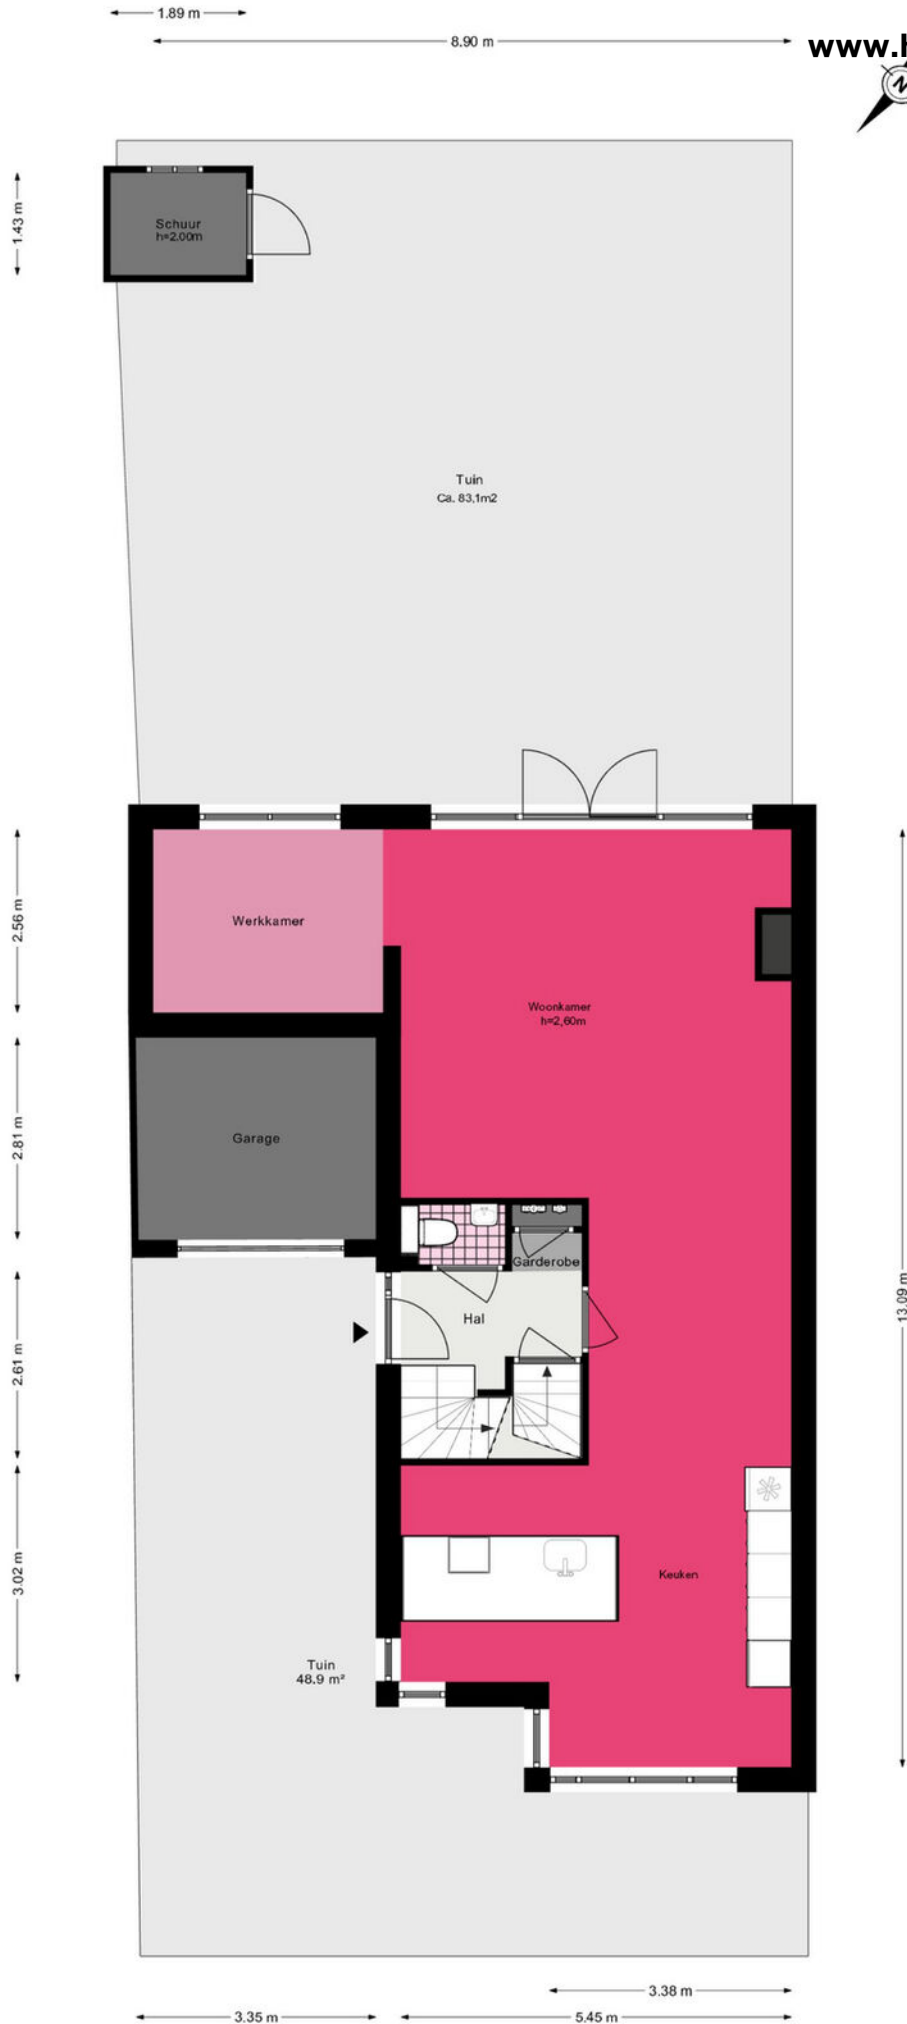 1.89 m
8.90 m
www.h
N
1.43 m
Schuur
h=2.00m
Tuin
Ca. 83,1m2
2.56 m
Werkkamer
Woonkamer
h=2,60m
2.81 m
Garage
Garderobe
13.09 m
Hal
2.61 m
3.02 m
Keuken
Tuin
48.9 m²
3.38 m
3.35 m
5.45 m